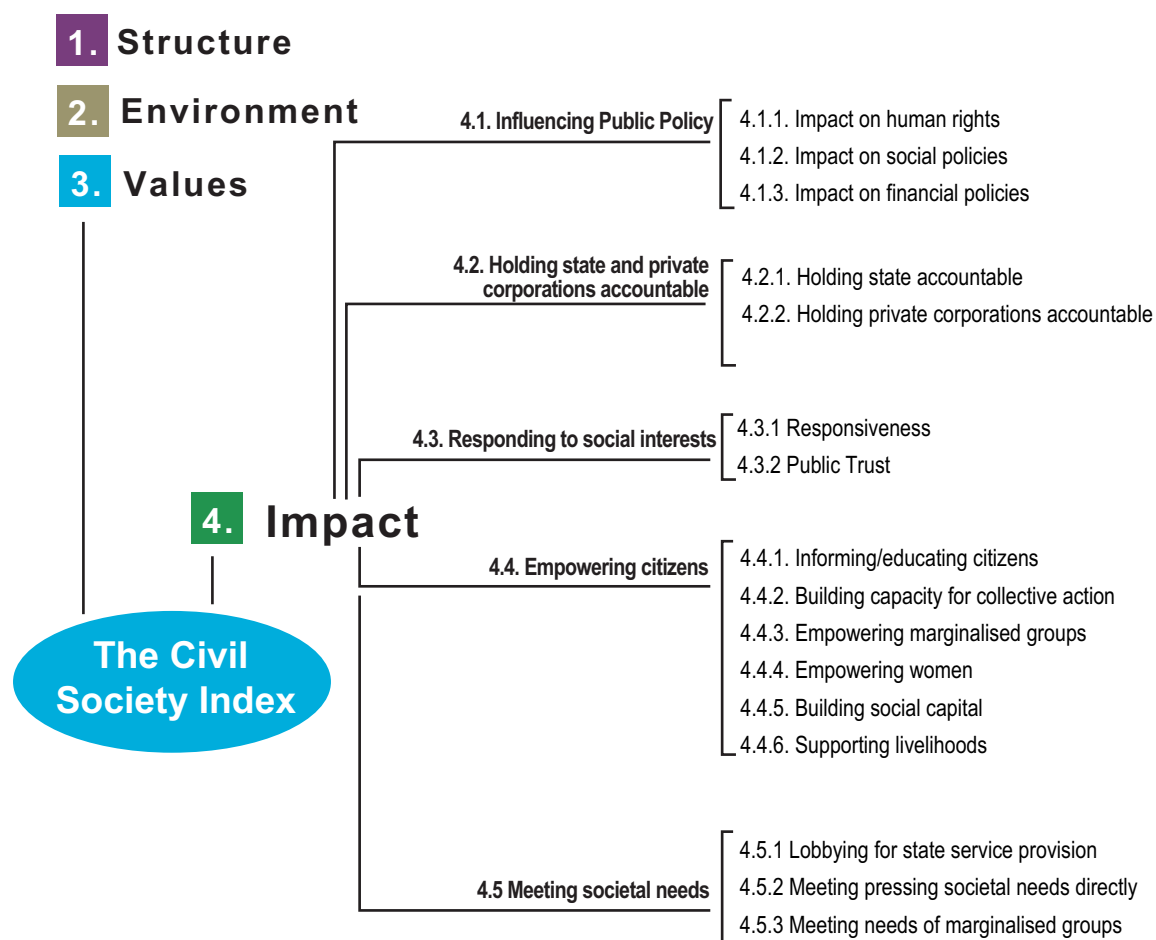 1. Structure
2. Environment
3. Values
4.1. Influencing Public Policy
4.1.1. Impact on human rights
4.1.2. Impact on social policies
4.1.3. Impact on financial policies
4.2. Holding state and private
corporations accountable
4.2.1. Holding state accountable
4.2.2. Holding private corporations accountable
4.3. Responding to social interests
4.3.1 Responsiveness
4.3.2 Public Trust
4. Impact
4.4. Empowering citizens
4.4.1. Informing/educating citizens
4.4.2. Building capacity for collective action
4.4.3. Empowering marginalised groups
4.4.4. Empowering women
4.4.5. Building social capital
4.4.6. Supporting livelihoods
The Civil
Society Index
4.5 Meeting societal needs
4.5.1 Lobbying for state service provision
4.5.2 Meeting pressing societal needs directly
4.5.3 Meeting needs of marginalised groups